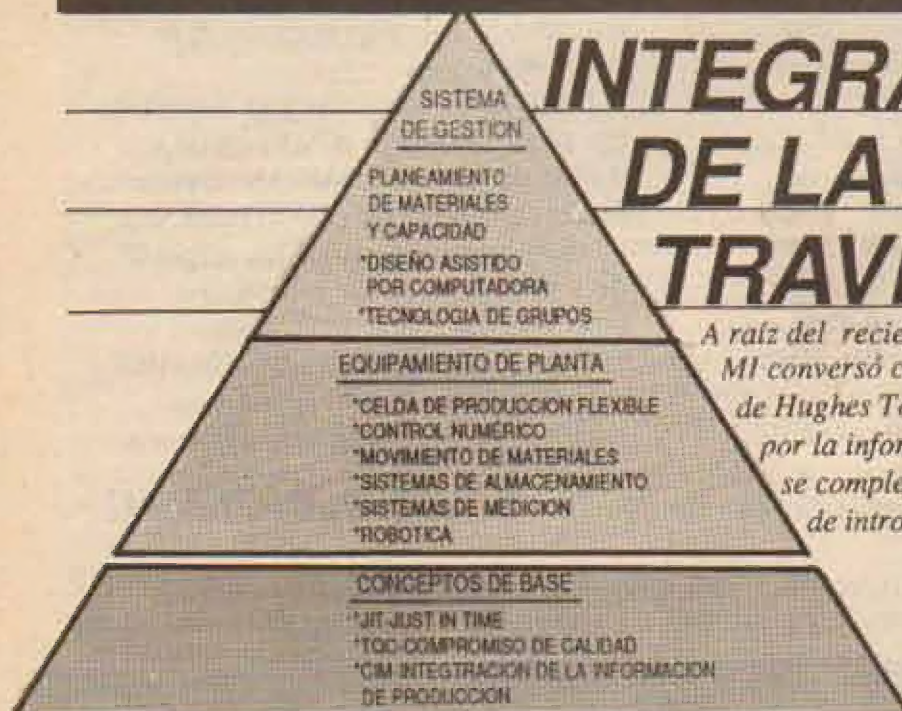 INTEGRA
DE LA
TRAV
A raíz del recie
MI conversó c
de Hughes To
por la infor
se comple
de intro
SISTEMA
DE GESTION
PLANEAMIENTO
DE MATERIALES
Y CAPACIDAD
*DISEÑO ASISTIDO
POR COMPUTADORA
*TECNOLOGIA DE GRUPOS
EQUIPAMIENTO DE PLANTA
*CELDA DE PRODUCCION FLEXIBLE
*CONTROL NUMÉRICO
*MOVIMIENTO DE MATERIALES
*SISTEMAS DE ALMACENAMIENTO
*SISTEMAS DE MEDICION
*ROBOTICA
CONCEPTOS DE BASE
*JIT-JUST IN TIME
*TQC-COMPROMISO DE CALIDAD
*CIM-INTEGTRACION DE LA INFORMACION
DE PRODUCCION